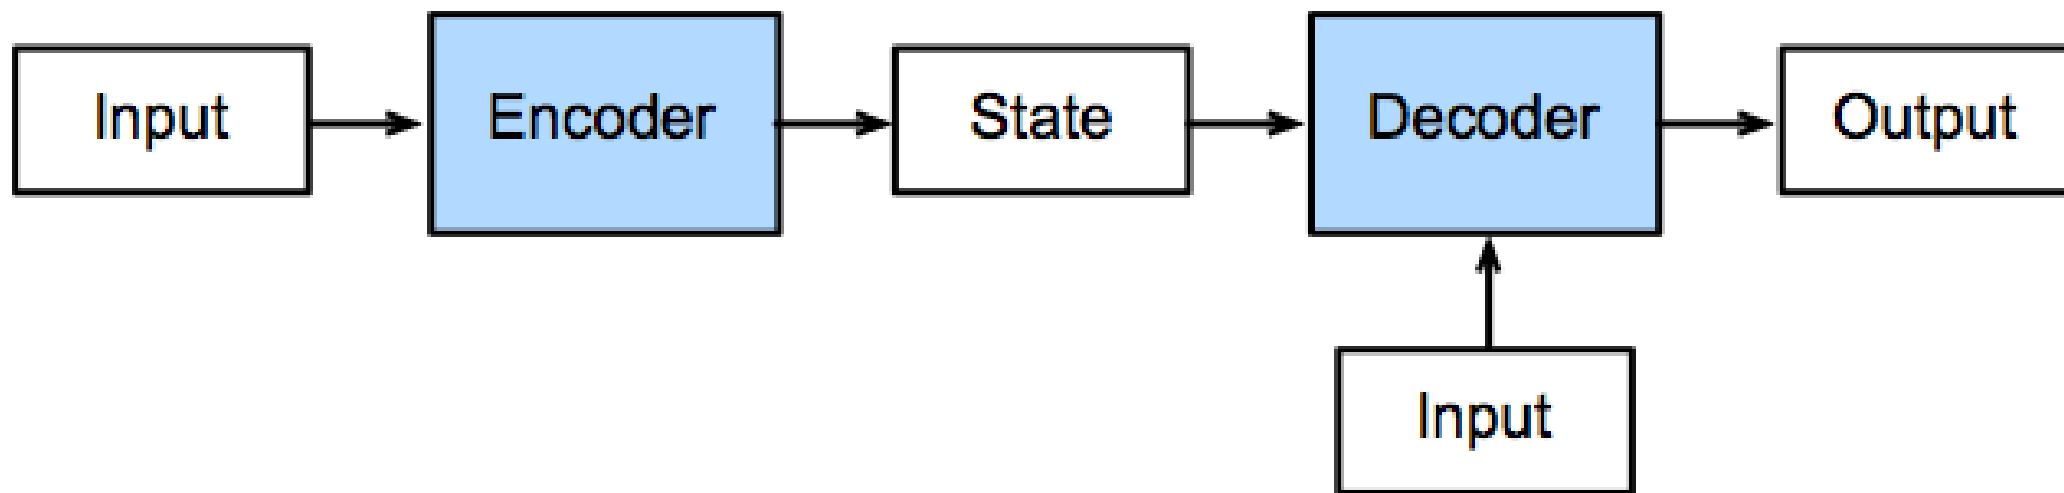 Input
Encoder
State
Decoder
Output
Input